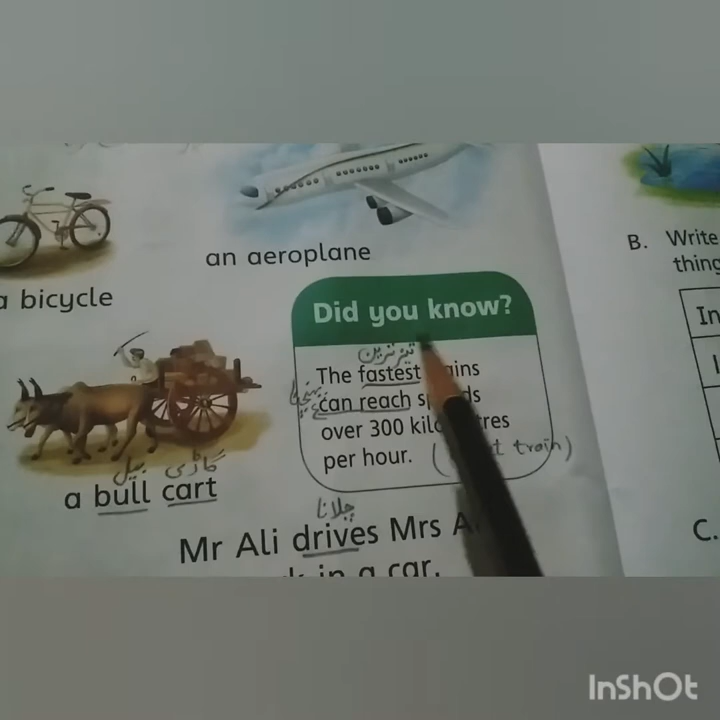 an aeroplane
a bicycle
Did you know?
تیز ترین
The fastest
can reach
over 300
per hour. ( train)
بیل گاڑی
a bull cart
چلانا
Mr Ali drives Mrs
in a car.
B. Write
thing
In
C.
InShOt